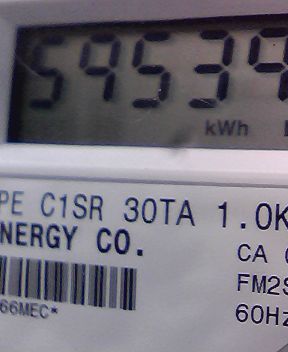 59539
kWh
PE C1SR 30TA 1.0K
NERGY CO.
CA
66MEC*
FM2S
60Hz